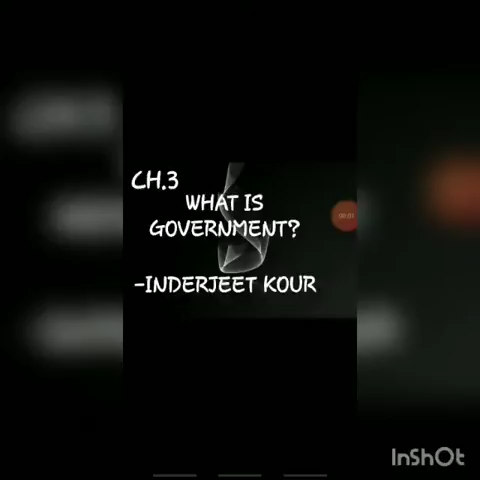 CH.3
WHAT IS
GOVERNMENT?
-INDERJEET KOUR
InShOt